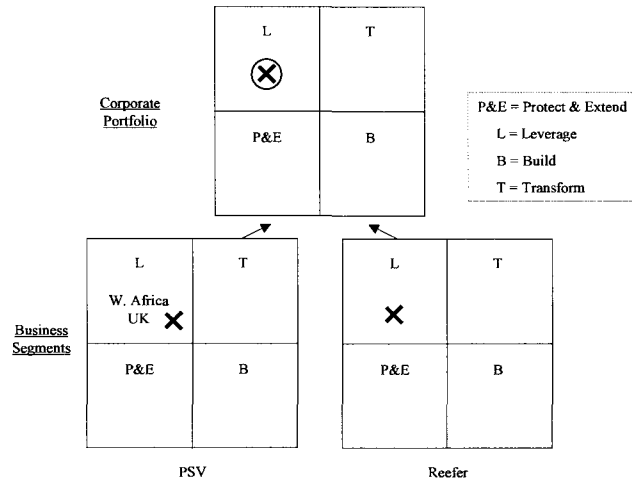 L
T
Corporate
Portfolio
P&E
B
P&E = Protect & Extend
L = Leverage
B = Build
T = Transform
L
T
W. Africa
UK
Business
Segments
P&E
B
PSV
L
T
P&E
B
Reefer